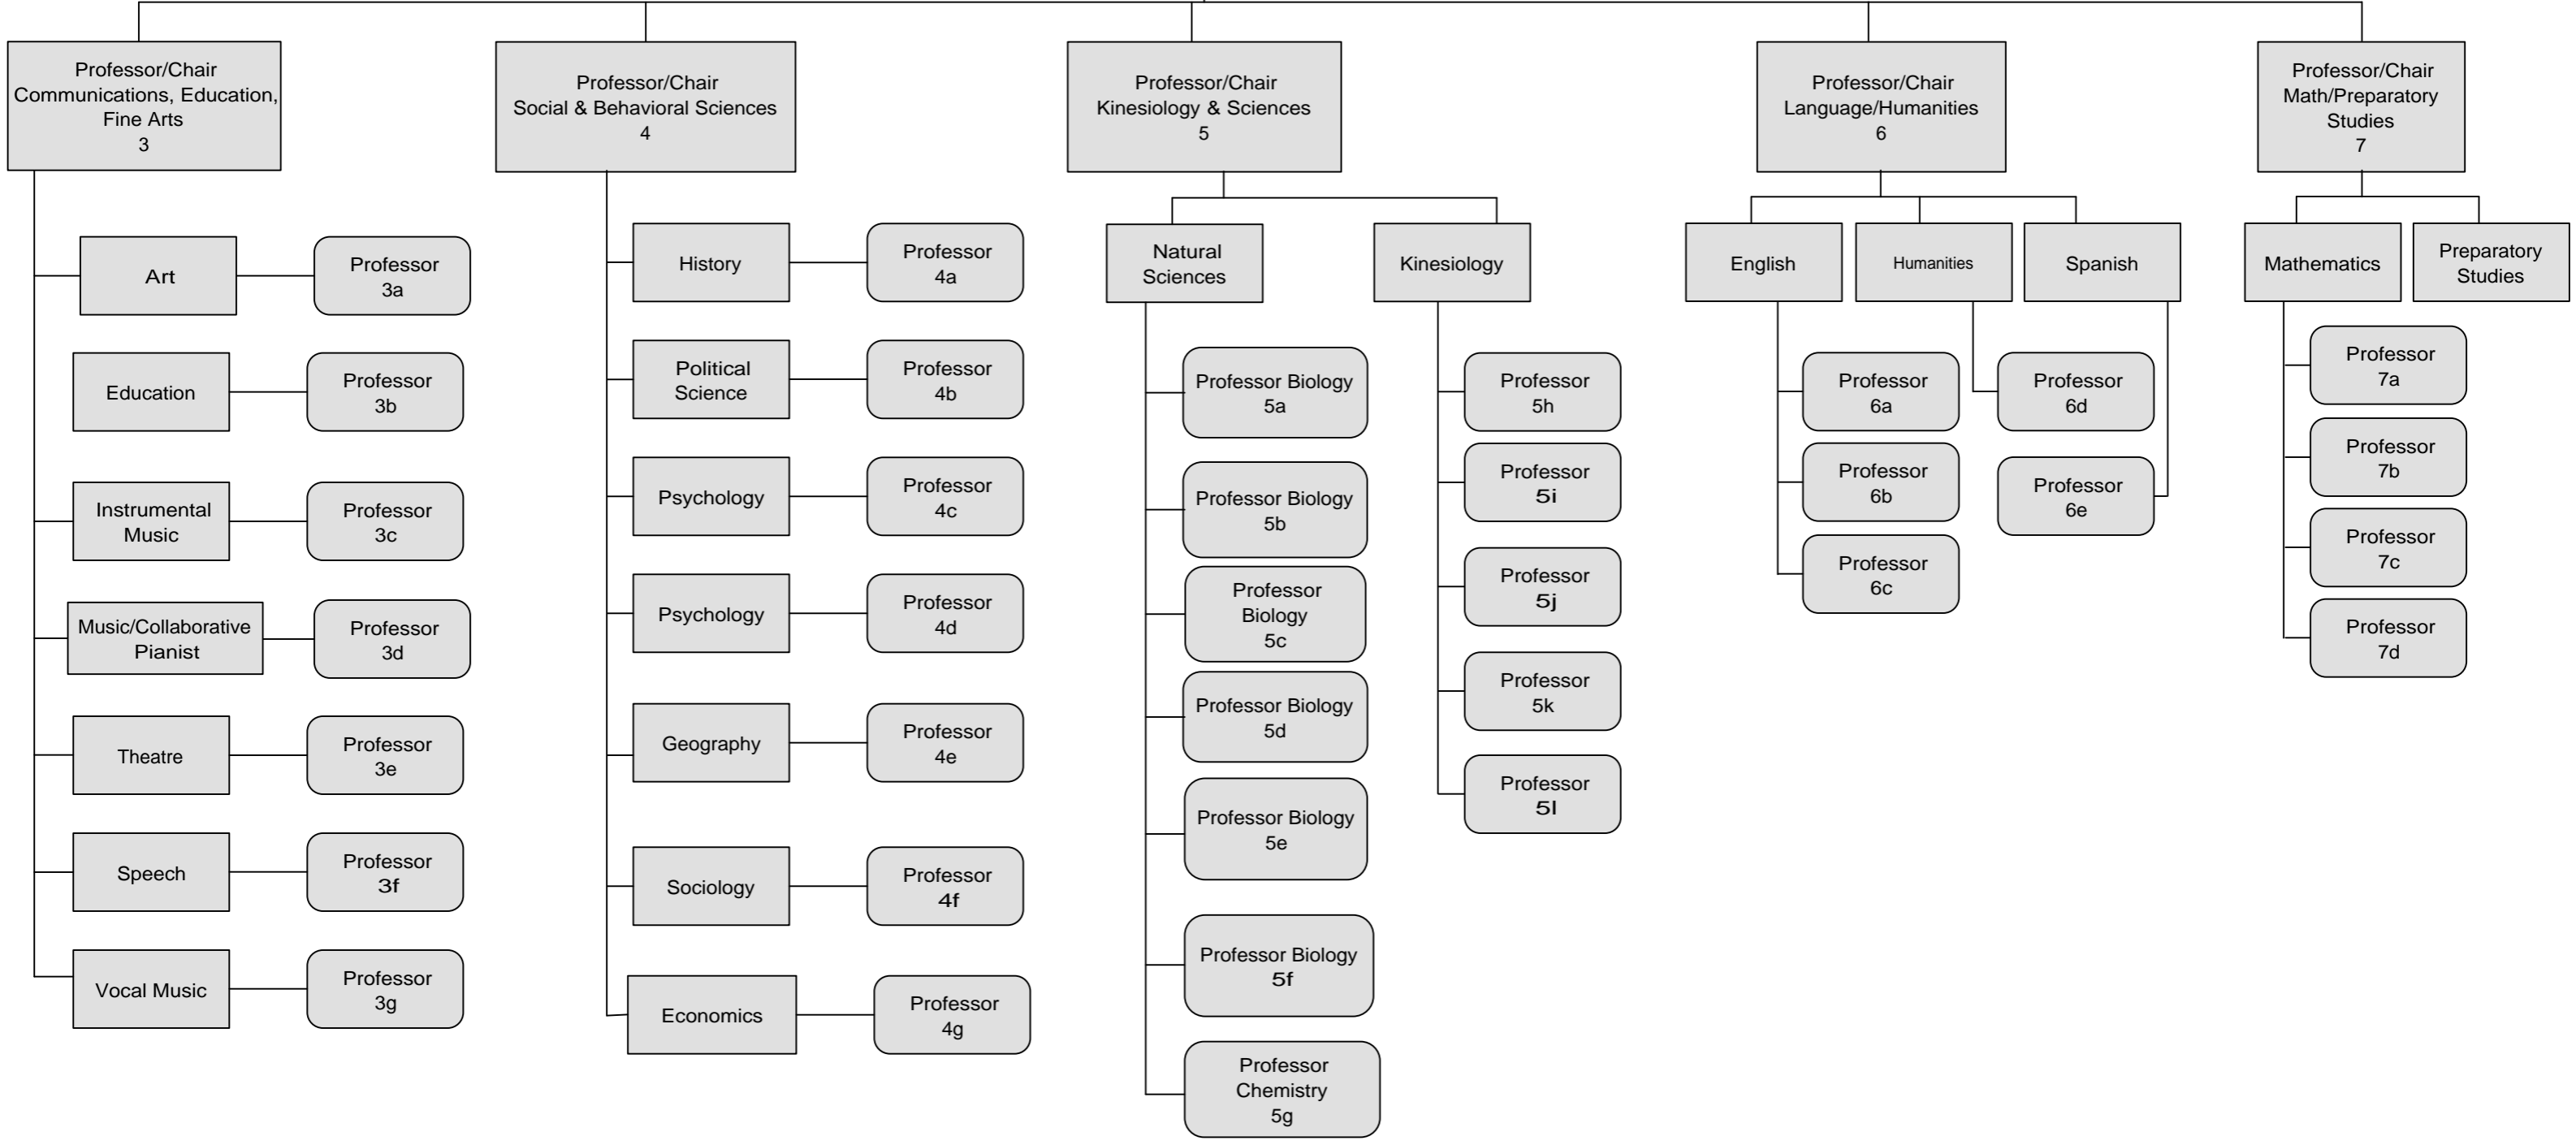 Professor/Chair
Communications, Education,
Fine Arts
3
Art
Professor
3a
Education
Professor
3b
Instrumental
Music
Professor
3c
Music/Collaborative
Pianist
Professor
3d
Theatre
Professor
3e
Speech
Professor
3f
Vocal Music
Professor
3g
Professor/Chair
Social & Behavioral Sciences
4
History
Professor
4a
Political
Science
Professor
4b
Psychology
Professor
4c
Psychology
Professor
4d
Geography
Professor
4e
Sociology
Professor
4f
Economics
Professor
4g
Professor/Chair
Kinesiology & Sciences
5
Natural
Sciences
Professor Biology
5a
Professor Biology
5b
Professor
Biology
5c
Professor Biology
5d
Professor Biology
5e
Professor Biology
5f
Professor
Chemistry
5g
Kinesiology
Professor
5h
Professor
5i
Professor
5j
Professor
5k
Professor
5l
Professor/Chair
Language/Humanities
6
English
Professor
6a
Professor
6b
Professor
6c
Humanities
Professor
6d
Spanish
Professor
6e
Professor/Chair
Math/Preparatory
Studies
7
Mathematics
Professor
7a
Professor
7b
Professor
7c
Professor
7d
Preparatory
Studies